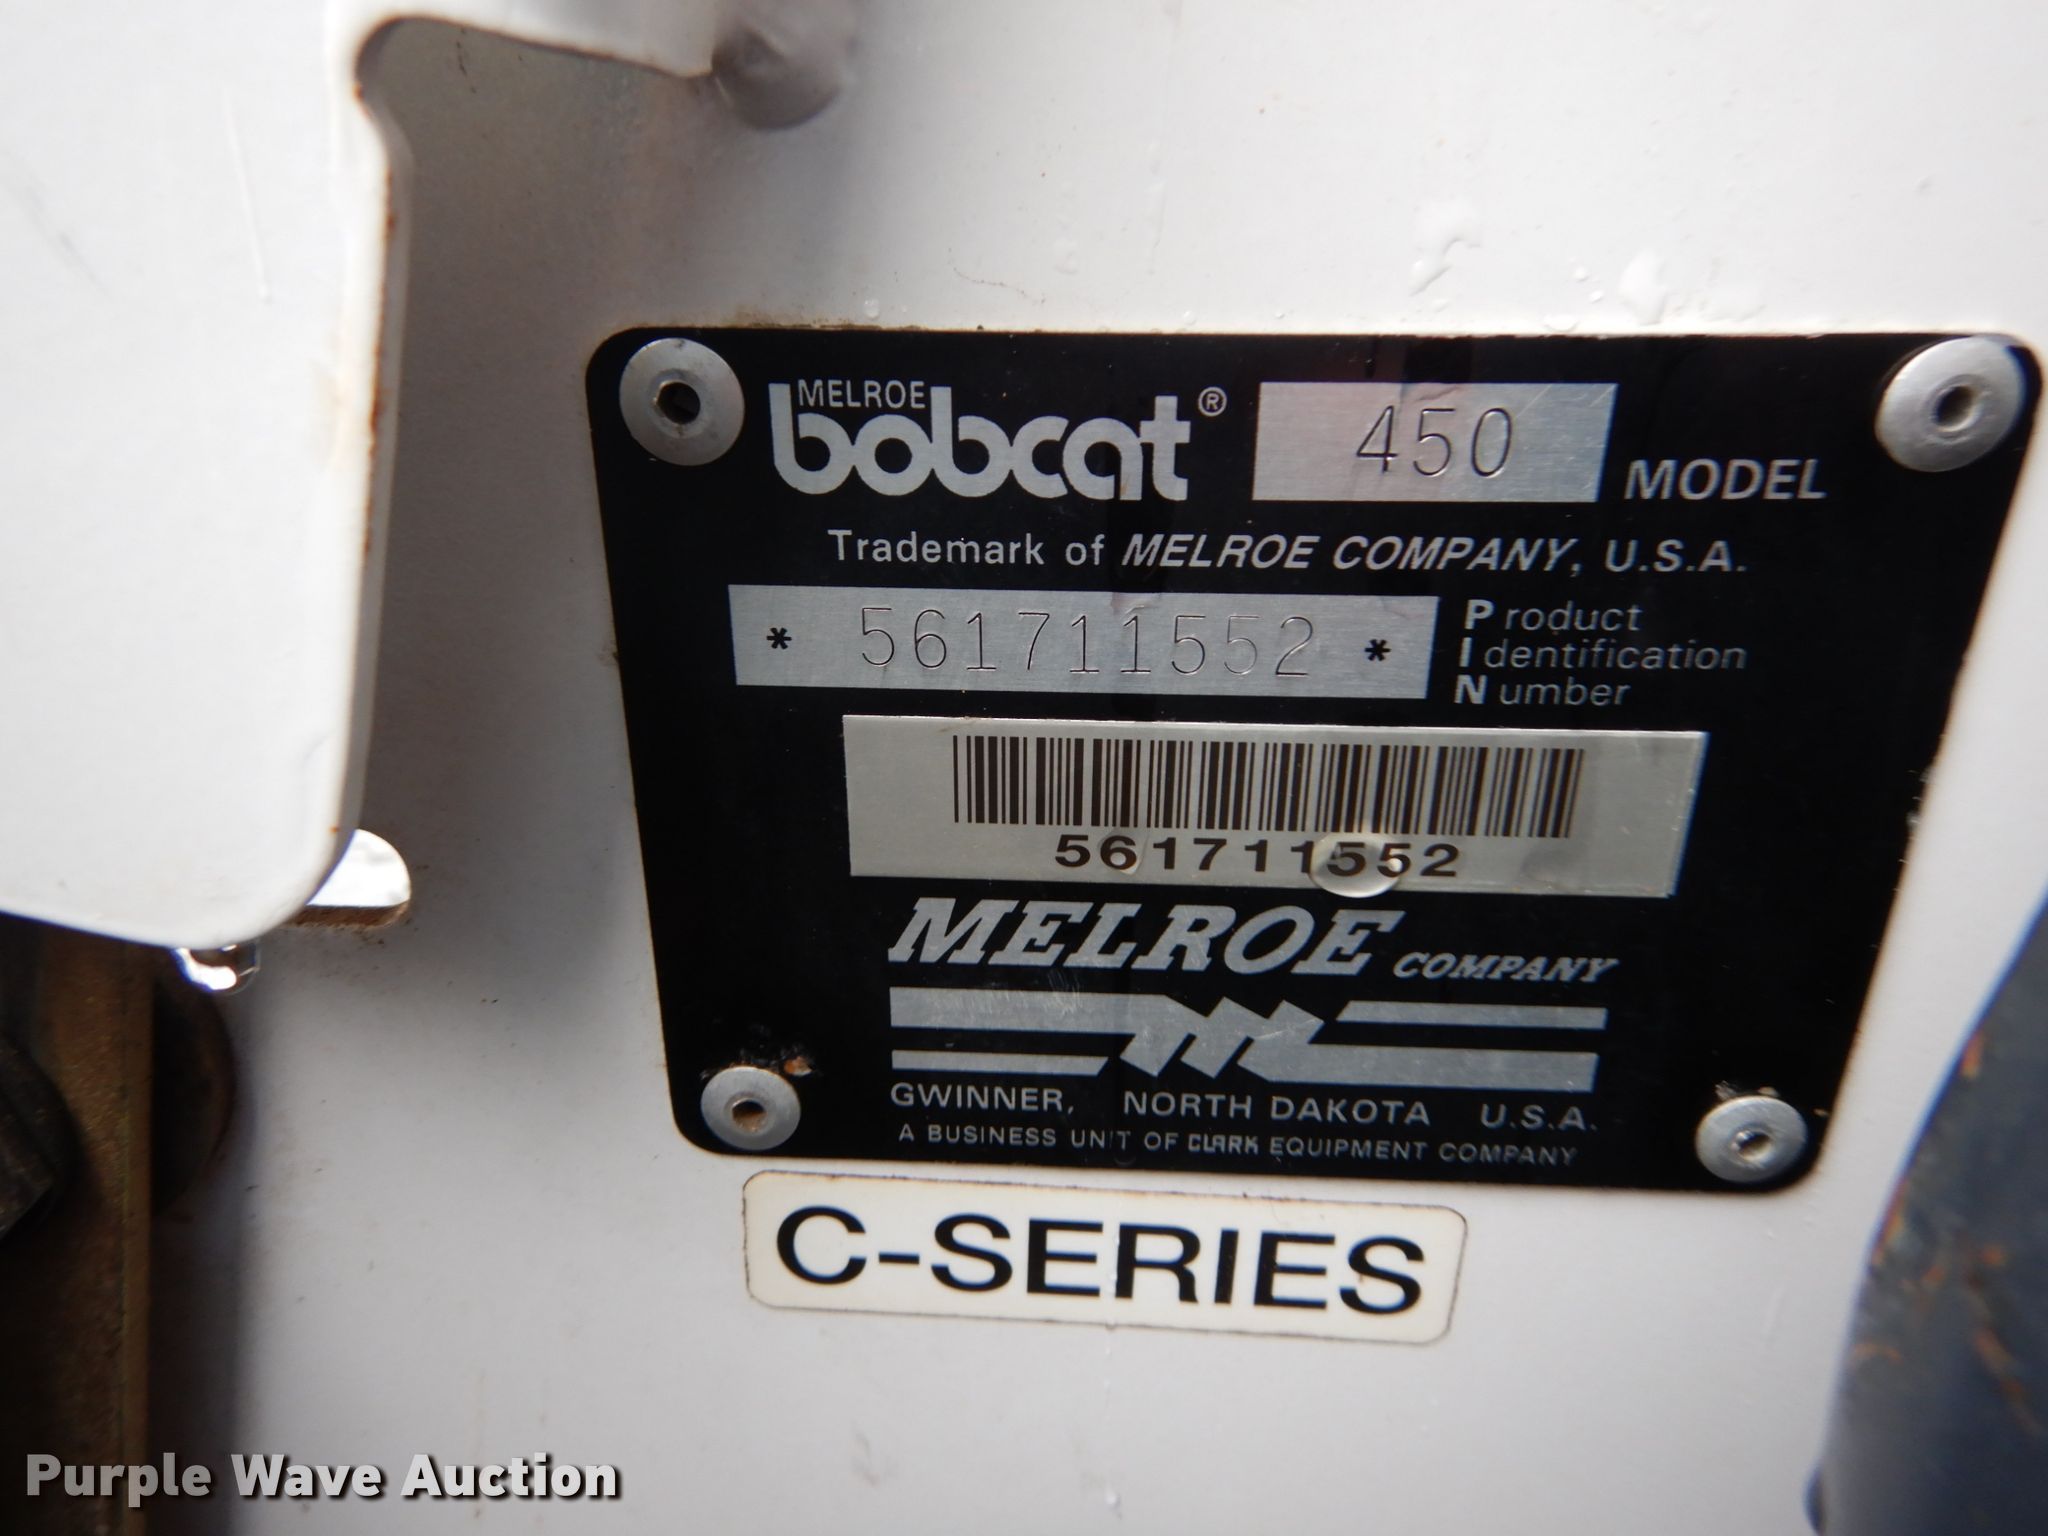 MELROE
bobcat® 450 MODEL
Trademark of MELROE COMPANY, U.S.A.
* 561711552 * Product
Identification
Number
561711552
MELROE COMPANY
GWINNER, NORTH DAKOTA U.S.A.
A BUSINESS UNIT OF CLARK EQUIPMENT COMPANY
C-SERIES
Purple Wave Auction